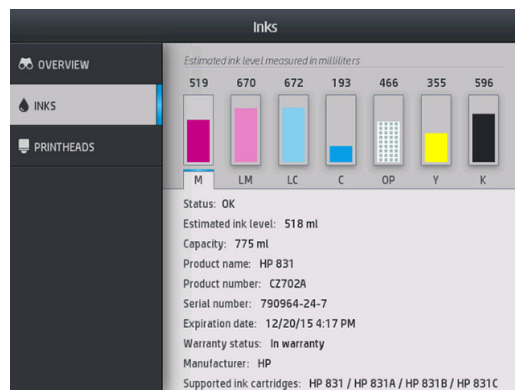 Inks
OVERVIEW
INKS
PRINTHEADS
Estimated ink level measured in milliliters
519 670 672 193 466 355 596
M LM LC C OP Y K
Status: OK
Estimated ink level: 518 ml
Capacity: 775 ml
Product name: HP 831
Product number: CZ702A
Serial number: 790964-24-7
Expiration date: 12/20/15 4:17 PM
Warranty status: In warranty
Manufacturer: HP
Supported ink cartridges: HP 831 / HP 831A / HP 831B / HP 831C